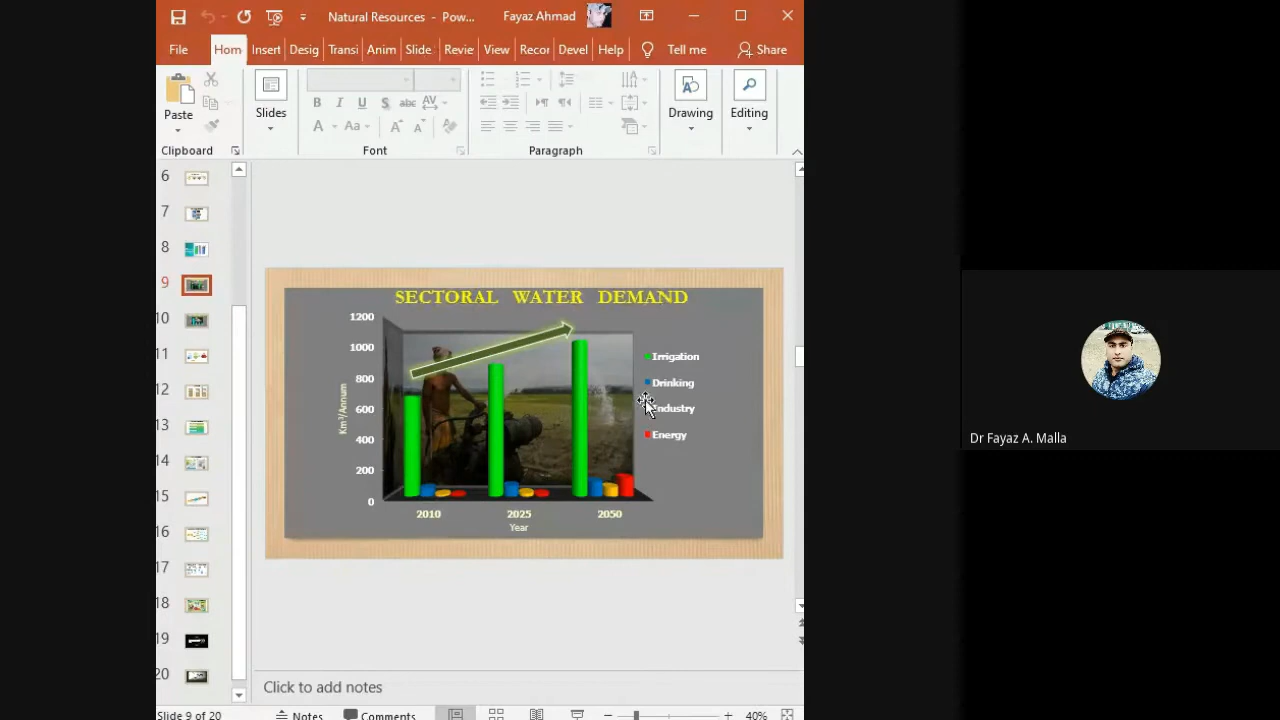 Natural Resources - Pow... Fayaz Ahmad
File Hom Insert Desig Transi Anim Slide Revie View Recor Devel Help Tell me Share
Paste Slides B I U S abc AV Drawing Editing
A Aa A A
Clipboard Font Paragraph
6
7
8
9
10
11
12
13
14
15
16
17
18
19
20
SECTORAL WATER DEMAND
1200
1000
800
600
400
200
0
Km³/Annum
2010 2025 2050
Year
Irrigation
Drinking
Industry
Energy
Dr Fayaz A. Malla
Click to add notes
Slide 9 of 20 Notes Comments 40%